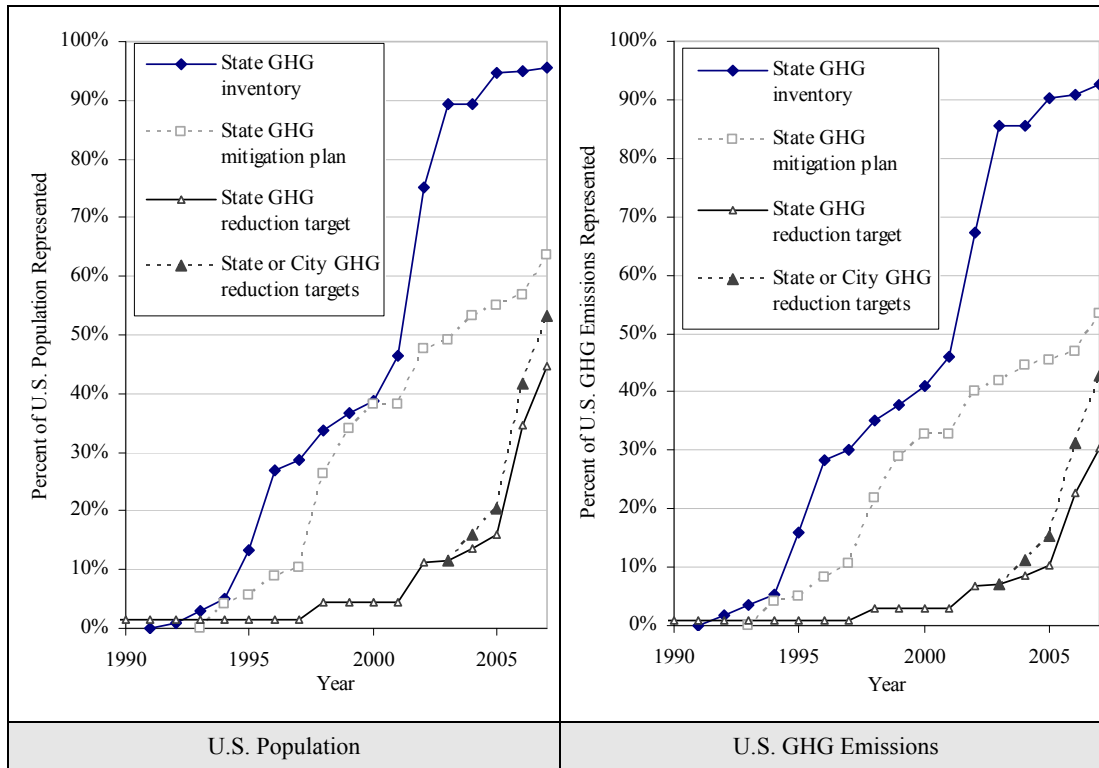 100%
90%
80%
70%
60%
50%
40%
30%
20%
10%
0%
Percent of U.S. Population Represented
State GHG
inventory
State GHG
mitigation plan
State GHG
reduction target
State or City GHG
reduction targets
1990 1995 2000 2005
Year
U.S. Population
100%
90%
80%
70%
60%
50%
40%
30%
20%
10%
0%
Percent of U.S. GHG Emissions Represented
State GHG
inventory
State GHG
mitigation plan
State GHG
reduction target
State or City GHG
reduction targets
1990 1995 2000 2005
Year
U.S. GHG Emissions